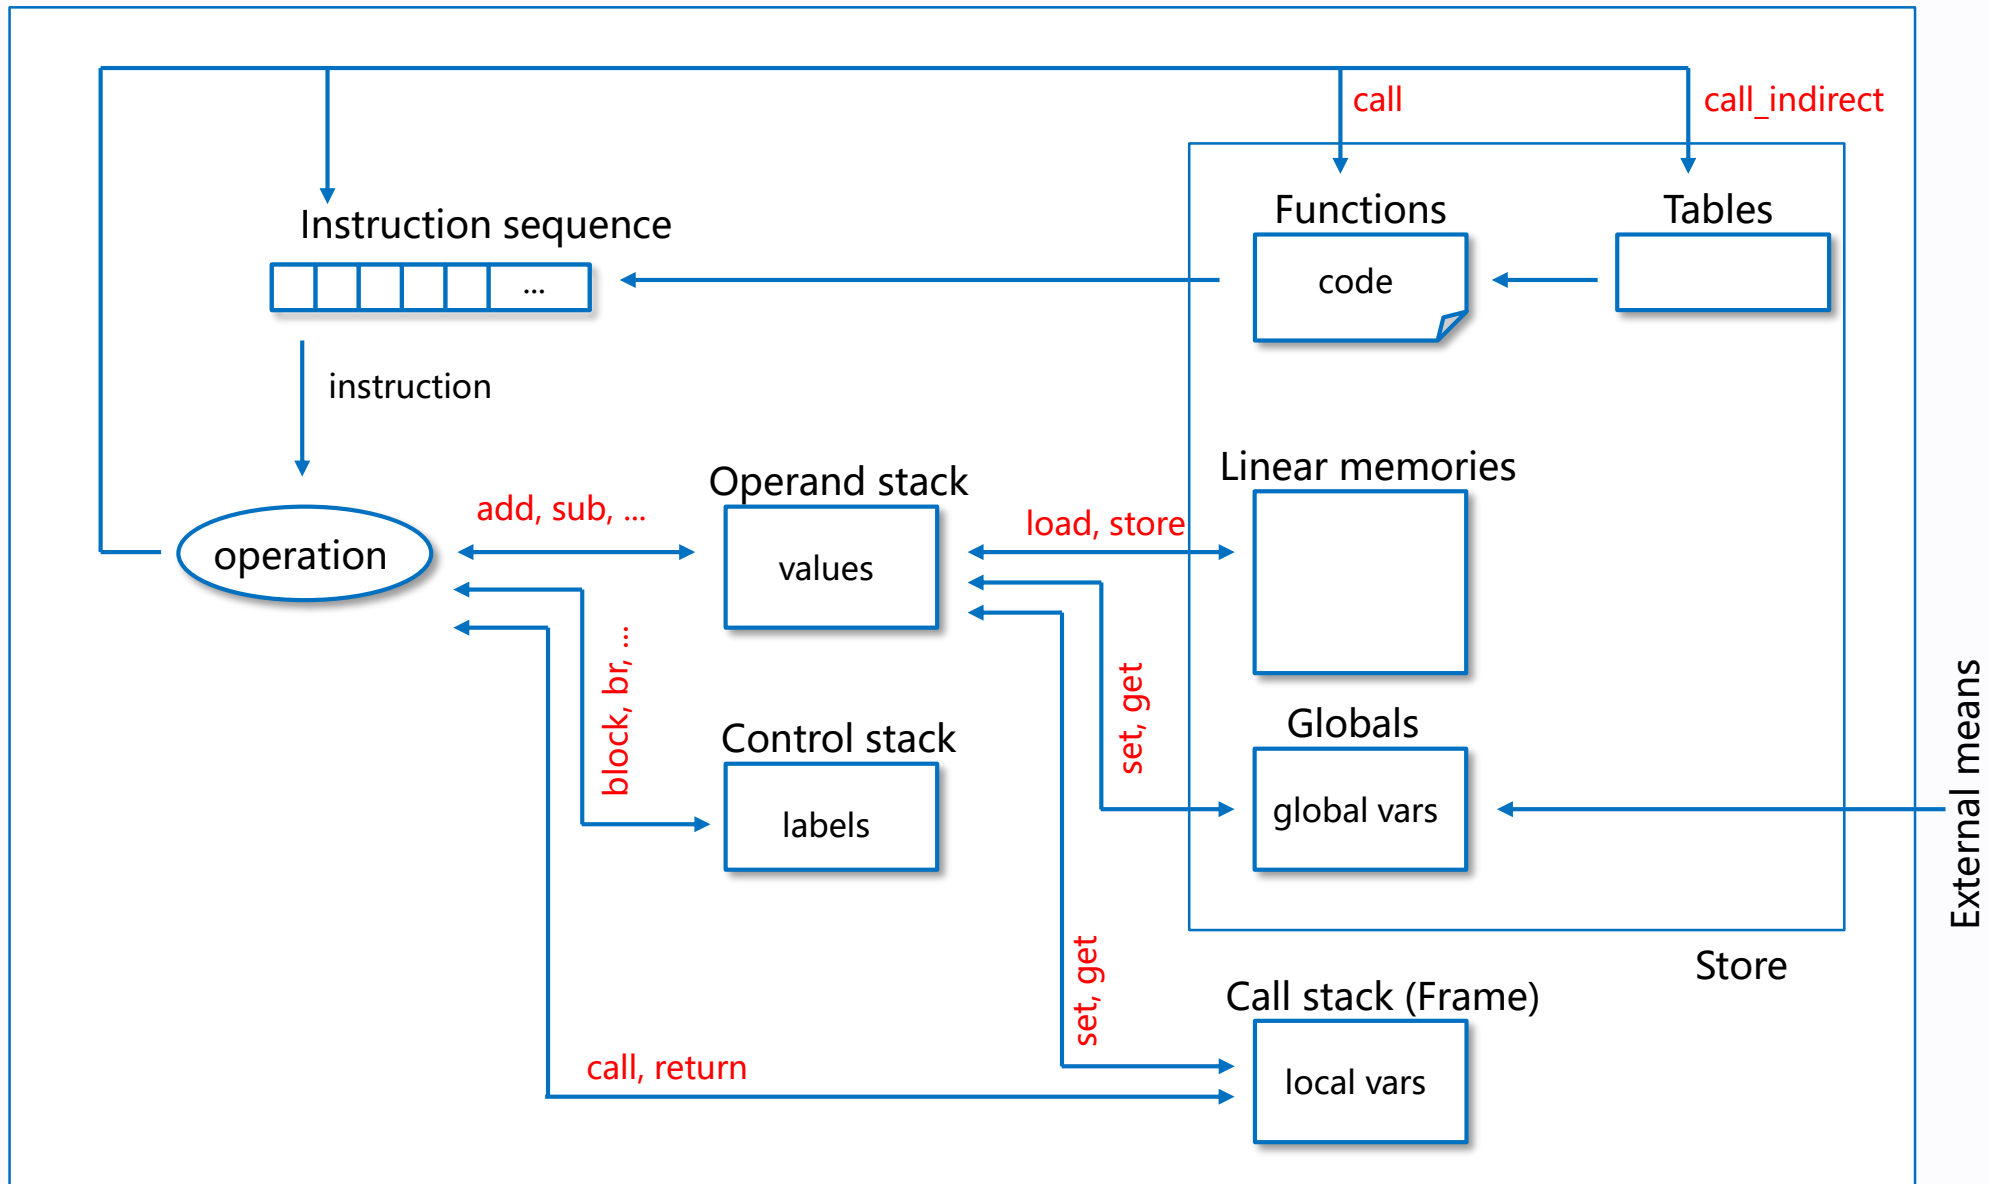 call
call_indirect
Instruction sequence
Functions
Tables
...
code
instruction
Operand stack
Linear memories
add, sub, ...
load, store
operation
values
block, br, ...
set, get
Control stack
Globals
labels
global vars
External means
set, get
Store
Call stack (Frame)
call, return
local vars